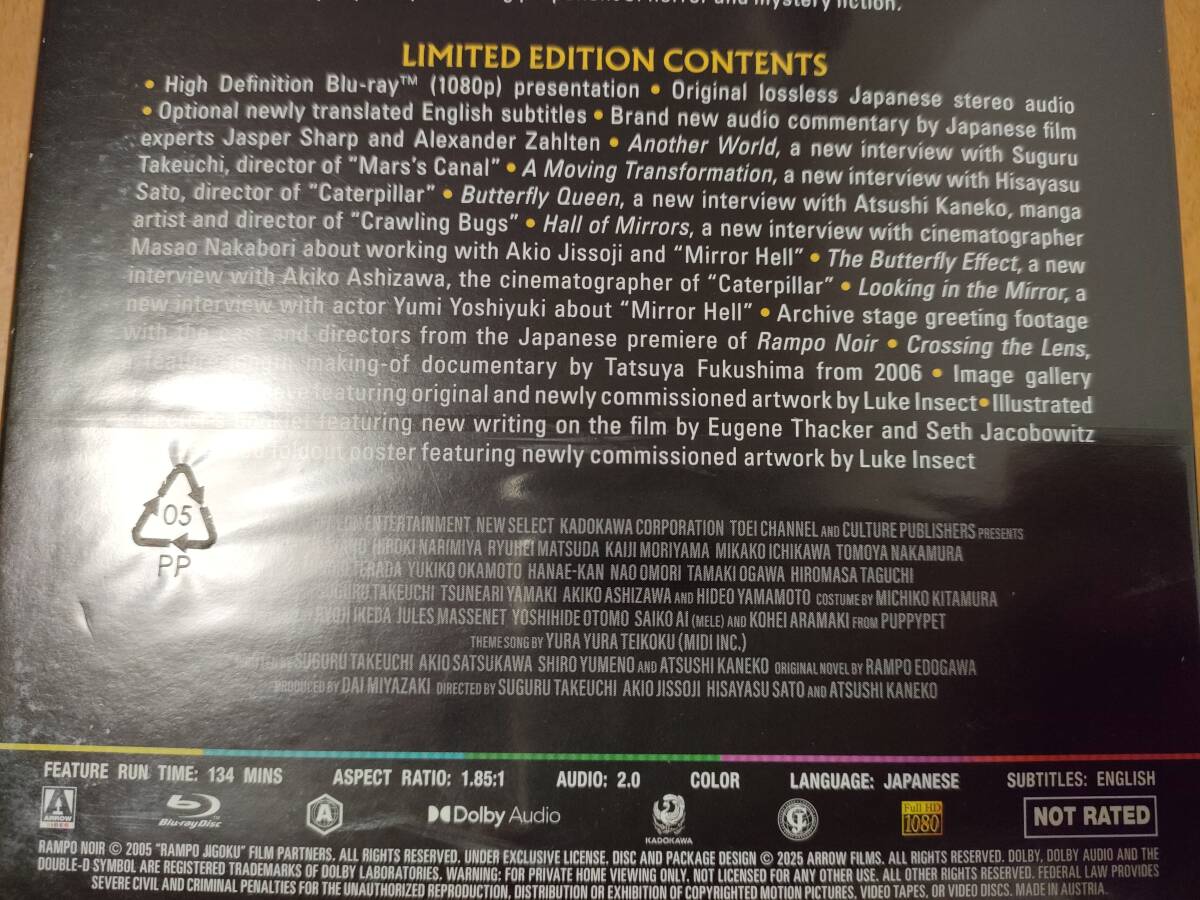 horror and mystery fiction.
LIMITED EDITION CONTENTS
• High Definition Blu-ray™ (1080p) presentation • Original lossless Japanese stereo audio
• Optional newly translated English subtitles • Brand new audio commentary by Japanese film
experts Jasper Sharp and Alexander Zahlten • Another World, a new interview with Suguru
Takeuchi, director of "Mars's Canal" • A Moving Transformation, a new interview with Hisayasu
Sato, director of "Caterpillar" • Butterfly Queen, a new interview with Atsushi Kaneko, manga
artist and director of "Crawling Bugs" • Hall of Mirrors, a new interview with cinematographer
Masao Nakabori about working with Akio Jissoji and "Mirror Hell" • The Butterfly Effect, a new
interview with Akiko Ashizawa, the cinematographer of "Caterpillar" • Looking in the Mirror, a
new interview with actor Yumi Yoshiyuki about "Mirror Hell" • Archive stage greeting footage
with the cast and directors from the Japanese premiere of Rampo Noir • Crossing the Lens,
making-of documentary by Tatsuya Fukushima from 2006 • Image gallery
featuring original and newly commissioned artwork by Luke Insect • Illustrated
booklet featuring new writing on the film by Eugene Thacker and Seth Jacobowitz
foldout poster featuring newly commissioned artwork by Luke Insect
05
PP
ENTERTAINMENT NEW SELECT KADOKAWA CORPORATION TOEI CHANNEL AND CULTURE PUBLISHERS PRESENTS
HIROKI NARIMIYA RYUHEI MATSUDA KAIJI MORIYAMA MIKAKO ICHIKAWA TOMOYA NAKAMURA
TERADA YUKIKO OKAMOTO HANAE-KAN NAO OMORI TAMAKI OGAWA HIROMASA TAGUCHI
SUGURU TAKEUCHI TSUNEARI YAMAKI AKIKO ASHIZAWA AND HIDEO YAMAMOTO COSTUME BY MICHIKO KITAMURA
RYUJI IKEDA JULES MASSENET YOSHIHIDE OTOMO SAIKO AI (MELE) AND KOHEI ARAMAKI FROM PUPPYPET
THEME SONG BY YURA YURA TEIKOKU (MIDI INC.)
BY SUGURU TAKEUCHI AKIO SATSUKAWA SHIRO YUMENO AND ATSUSHI KANEKO ORIGINAL NOVEL BY RAMPO EDOGAWA
PRODUCED BY DAI MIYAZAKI DIRECTED BY SUGURU TAKEUCHI AKIO JISSOJI HISAYASU SATO AND ATSUSHI KANEKO
FEATURE RUN TIME: 134 MINS ASPECT RATIO: 1.85:1 AUDIO: 2.0 COLOR LANGUAGE: JAPANESE SUBTITLES: ENGLISH
ARROW Blu-ray Disc A Dolby Audio KADOKAWA Full HD 1080 NOT RATED
RAMPO NOIR © 2005 "RAMPO JIGOKU" FILM PARTNERS. ALL RIGHTS RESERVED. UNDER EXCLUSIVE LICENSE. DISC AND PACKAGE DESIGN © 2025 ARROW FILMS. ALL RIGHTS RESERVED. DOLBY, DOLBY AUDIO AND THE
DOUBLE-D SYMBOL ARE REGISTERED TRADEMARKS OF DOLBY LABORATORIES. WARNING: FOR PRIVATE HOME VIEWING ONLY. NOT LICENSED FOR ANY OTHER USE. ALL OTHER RIGHTS RESERVED. FEDERAL LAW PROVIDES
SEVERE CIVIL AND CRIMINAL PENALTIES FOR THE UNAUTHORIZED REPRODUCTION, DISTRIBUTION OR EXHIBITION OF COPYRIGHTED MOTION PICTURES, VIDEO TAPES, OR VIDEO DISCS. MADE IN AUSTRIA.